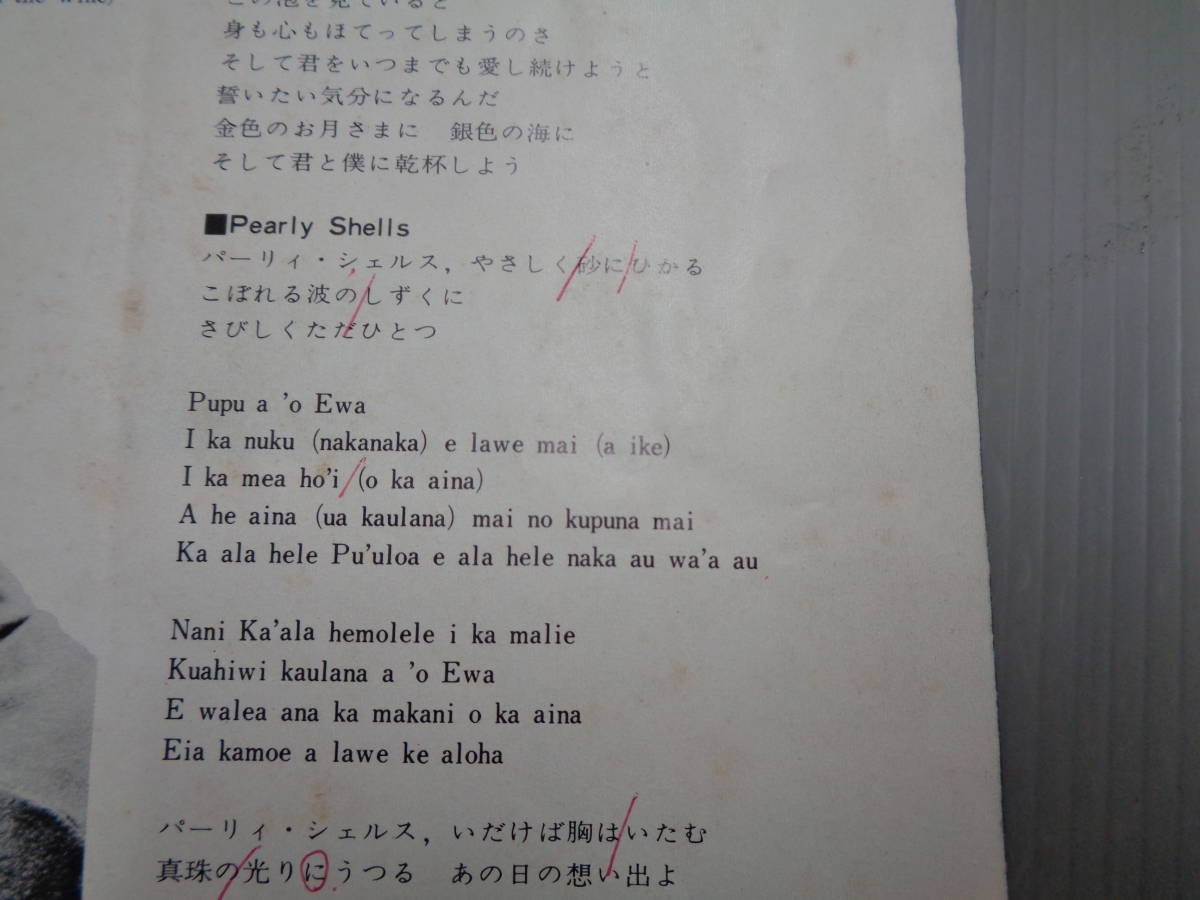 この泡を見ていると
身も心もほてってしまうのさ
そして君をいつまでも愛し続けようと
誓いたい気分になるんだ
金色のお月さまに　銀色の海に
そして君と僕に乾杯しよう
■Pearly Shells
パーリィ・シェルス，やさしく砂にひかる
こぼれる波のしずくに
さびしくただひとつ
Pupu a 'o Ewa
I ka nuku (nakanaka) e lawe mai (a ike)
I ka mea ho'i (o ka aina)
A he aina (ua kaulana) mai no kupuna mai
Ka ala hele Pu'uloa e ala hele naka au wa'a au
Nani Ka'ala hemolele i ka malie
Kuahiwi kaulana a 'o Ewa
E walea ana ka makani o ka aina
Eia kamoe a lawe ke aloha
パーリィ・シェルス，いだけば胸はいたむ
真珠の光りにうつる　あの日の想い出よ